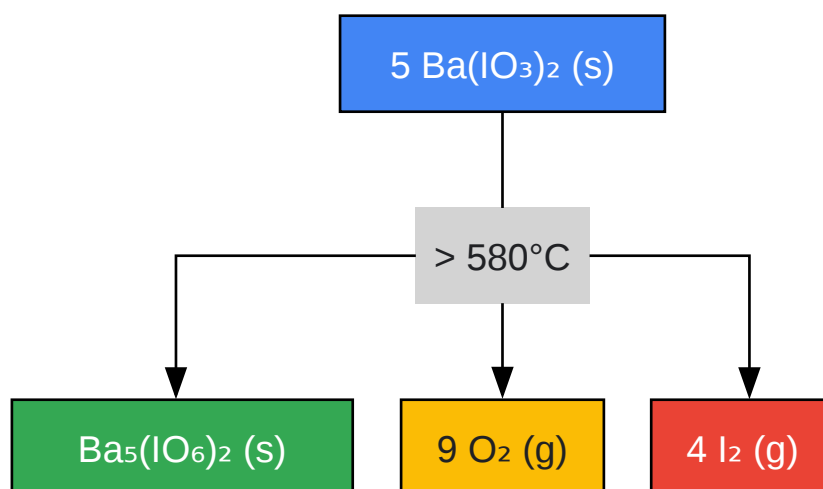 5 Ba(IO₃)₂ (s)
> 580°C
Ba₅(IO₆)₂ (s)
9 O₂ (g)
4 I₂ (g)